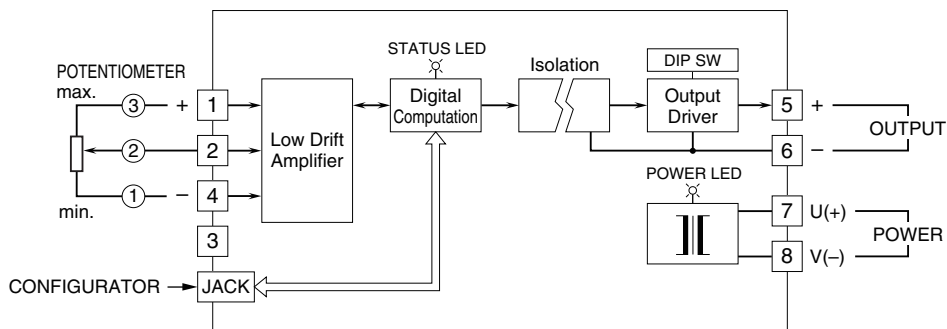 STATUS LED
Isolation
DIP SW
POTENTIOMETER
max.
3 + 1
2 2
1 – 4
min.
3
Low Drift
Amplifier
Digital
Computation
Output
Driver
5 +
6 –
OUTPUT
POWER LED
7 U(+)
8 V(–)
POWER
CONFIGURATOR JACK